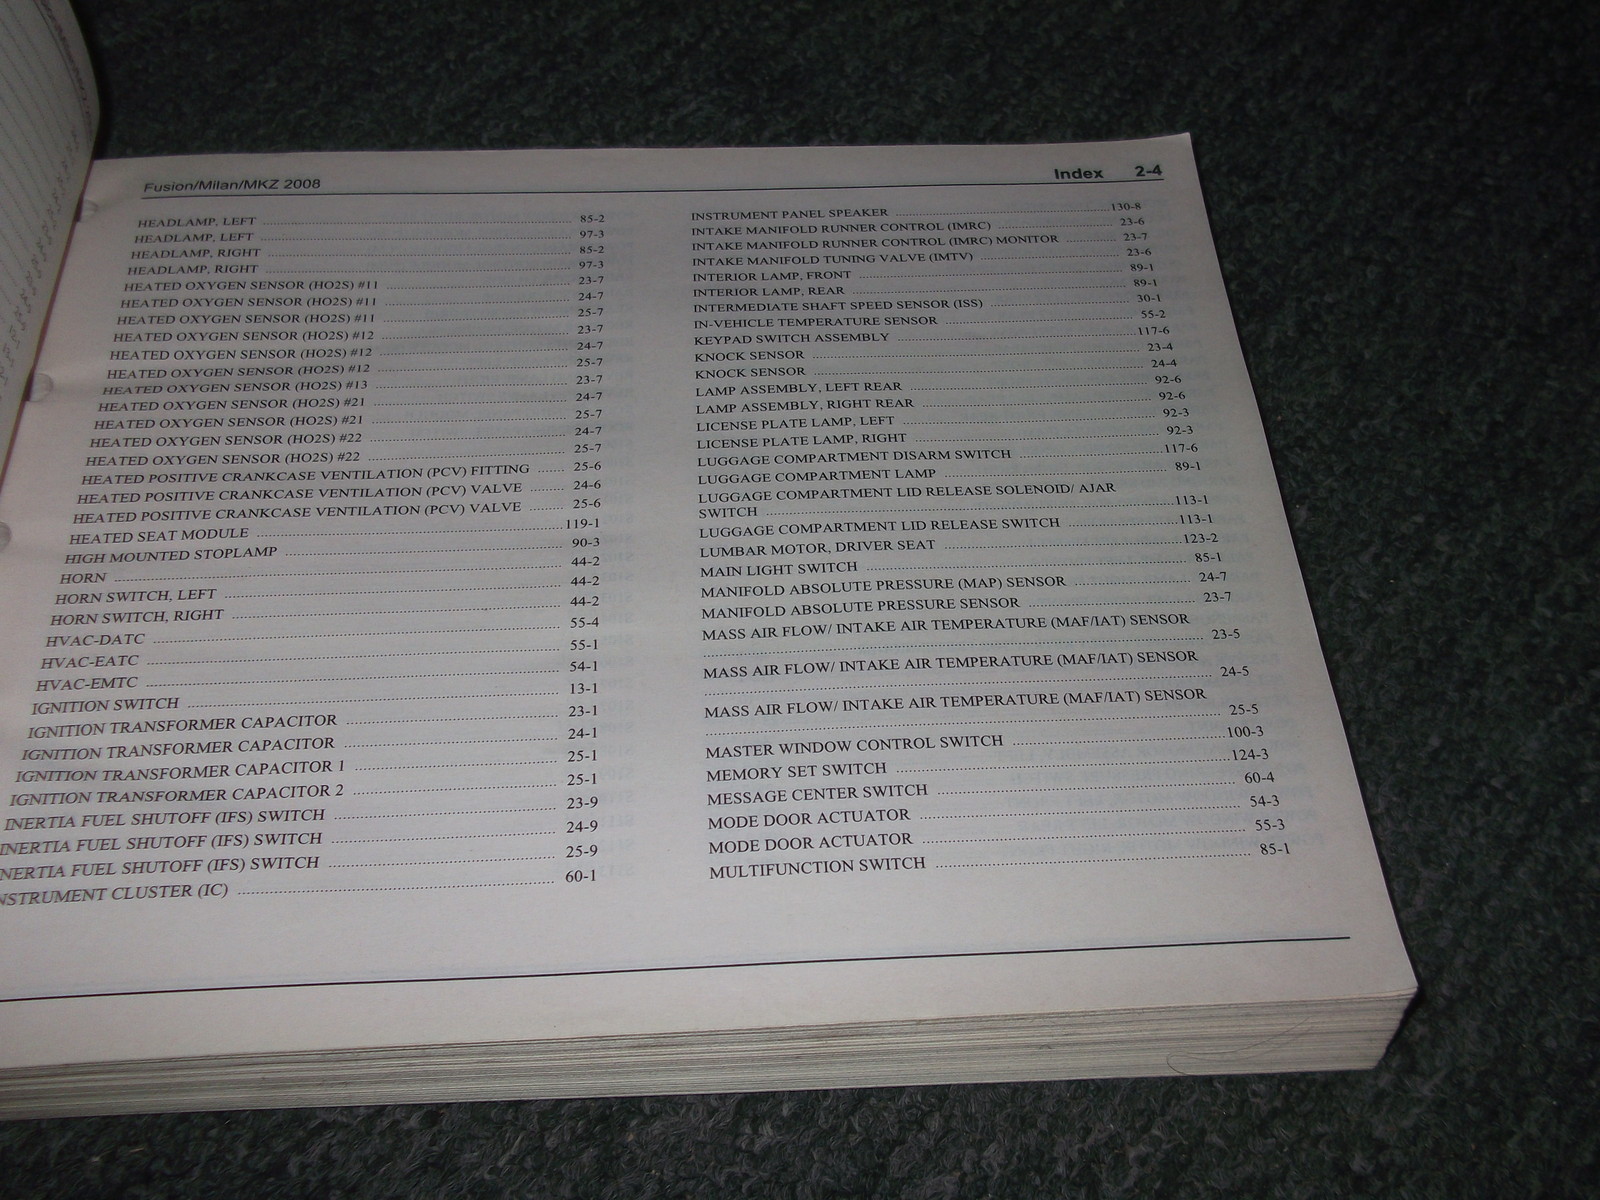 Fusion/Milan/MKZ 2008
Index 2-4
HEADLAMP, LEFT 85-2
HEADLAMP, LEFT 97-3
HEADLAMP, RIGHT 85-2
HEADLAMP, RIGHT 97-3
HEATED OXYGEN SENSOR (HO2S) #11 23-7
HEATED OXYGEN SENSOR (HO2S) #11 24-7
HEATED OXYGEN SENSOR (HO2S) #11 25-7
HEATED OXYGEN SENSOR (HO2S) #12 23-7
HEATED OXYGEN SENSOR (HO2S) #12 24-7
HEATED OXYGEN SENSOR (HO2S) #12 25-7
HEATED OXYGEN SENSOR (HO2S) #13 23-7
HEATED OXYGEN SENSOR (HO2S) #21 24-7
HEATED OXYGEN SENSOR (HO2S) #21 25-7
HEATED OXYGEN SENSOR (HO2S) #22 24-7
HEATED OXYGEN SENSOR (HO2S) #22 25-7
HEATED POSITIVE CRANKCASE VENTILATION (PCV) FITTING 25-6
HEATED POSITIVE CRANKCASE VENTILATION (PCV) VALVE 24-6
HEATED POSITIVE CRANKCASE VENTILATION (PCV) VALVE 25-6
HEATED SEAT MODULE 119-1
HIGH MOUNTED STOPLAMP 90-3
HORN 44-2
HORN SWITCH, LEFT 44-2
HORN SWITCH, RIGHT 44-2
HVAC-DATC 55-4
HVAC-EATC 55-1
HVAC-EMTC 54-1
IGNITION SWITCH 13-1
IGNITION TRANSFORMER CAPACITOR 23-1
IGNITION TRANSFORMER CAPACITOR 24-1
IGNITION TRANSFORMER CAPACITOR 1 25-1
IGNITION TRANSFORMER CAPACITOR 2 25-1
INERTIA FUEL SHUTOFF (IFS) SWITCH 23-9
INERTIA FUEL SHUTOFF (IFS) SWITCH 24-9
NERTIA FUEL SHUTOFF (IFS) SWITCH 25-9
NSTRUMENT CLUSTER (IC) 60-1
INSTRUMENT PANEL SPEAKER 130-8
INTAKE MANIFOLD RUNNER CONTROL (IMRC) 23-6
INTAKE MANIFOLD RUNNER CONTROL (IMRC) MONITOR 23-7
INTAKE MANIFOLD TUNING VALVE (IMTV) 23-6
INTERIOR LAMP, FRONT 89-1
INTERIOR LAMP, REAR 89-1
INTERMEDIATE SHAFT SPEED SENSOR (ISS) 30-1
IN-VEHICLE TEMPERATURE SENSOR 55-2
KEYPAD SWITCH ASSEMBLY 117-6
KNOCK SENSOR 23-4
KNOCK SENSOR 24-4
LAMP ASSEMBLY, LEFT REAR 92-6
LAMP ASSEMBLY, RIGHT REAR 92-6
LICENSE PLATE LAMP, LEFT 92-3
LICENSE PLATE LAMP, RIGHT 92-3
LUGGAGE COMPARTMENT DISARM SWITCH 117-6
LUGGAGE COMPARTMENT LAMP 89-1
LUGGAGE COMPARTMENT LID RELEASE SOLENOID/ AJAR
SWITCH 113-1
LUGGAGE COMPARTMENT LID RELEASE SWITCH 113-1
LUMBAR MOTOR, DRIVER SEAT 123-2
MAIN LIGHT SWITCH 85-1
MANIFOLD ABSOLUTE PRESSURE (MAP) SENSOR 24-7
MANIFOLD ABSOLUTE PRESSURE SENSOR 23-7
MASS AIR FLOW/ INTAKE AIR TEMPERATURE (MAF/IAT) SENSOR
23-5
MASS AIR FLOW/ INTAKE AIR TEMPERATURE (MAF/IAT) SENSOR
24-5
MASS AIR FLOW/ INTAKE AIR TEMPERATURE (MAF/IAT) SENSOR
25-5
MASTER WINDOW CONTROL SWITCH 100-3
MEMORY SET SWITCH 124-3
MESSAGE CENTER SWITCH 60-4
MODE DOOR ACTUATOR 54-3
MODE DOOR ACTUATOR 55-3
MULTIFUNCTION SWITCH 85-1